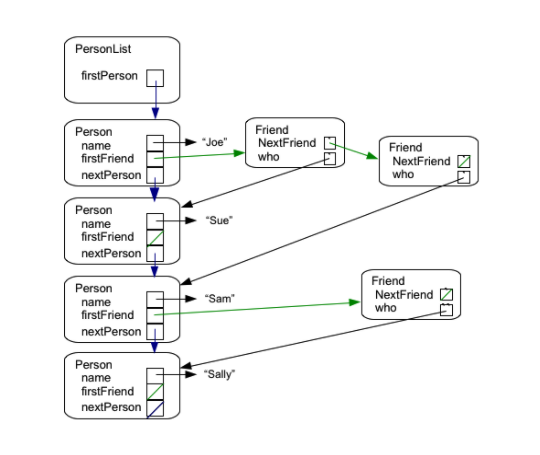 PersonList
firstPerson
Person
name
"Joe"
firstFriend
nextPerson
Friend
NextFriend
who
Friend
NextFriend
who
Person
name
"Sue"
firstFriend
nextPerson
Person
name
"Sam"
firstFriend
nextPerson
Friend
NextFriend
who
Person
name
"Sally"
firstFriend
nextPerson